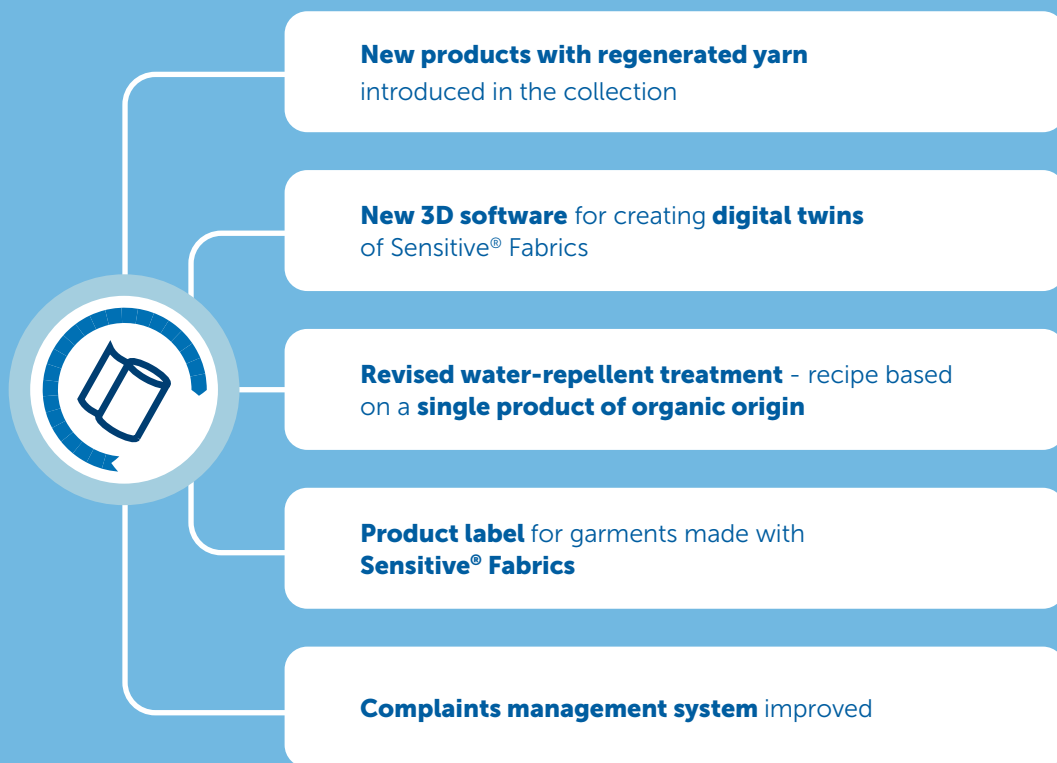 New products with regenerated yarn
introduced in the collection
New 3D software for creating digital twins
of Sensitive® Fabrics
Revised water-repellent treatment - recipe based
on a single product of organic origin
Product label for garments made with
Sensitive® Fabrics
Complaints management system improved